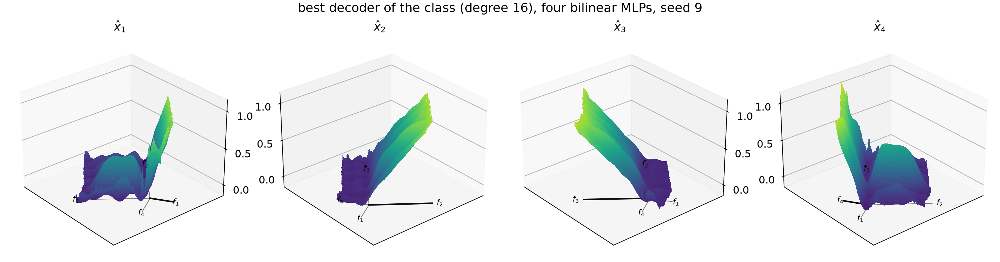 best decoder of the class (degree 16), four bilinear MLPs, seed 9
x̂₁
x̂₂
x̂₃
x̂₄
1.0
0.5
0.0
f₁
f₂
f₃
f₄
1.0
0.5
0.0
f₁
f₂
f₃
f₄
1.0
0.5
0.0
f₁
f₂
f₃
f₄
1.0
0.5
0.0
f₁
f₂
f₃
f₄